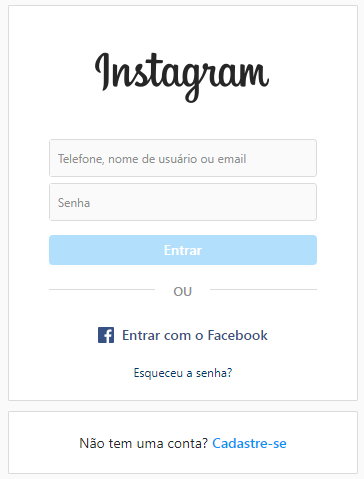 Instagram
Telefone, nome de usuário ou email
Senha
Entrar
OU
Entrar com o Facebook
Esqueceu a senha?
Não tem uma conta? Cadastre-se